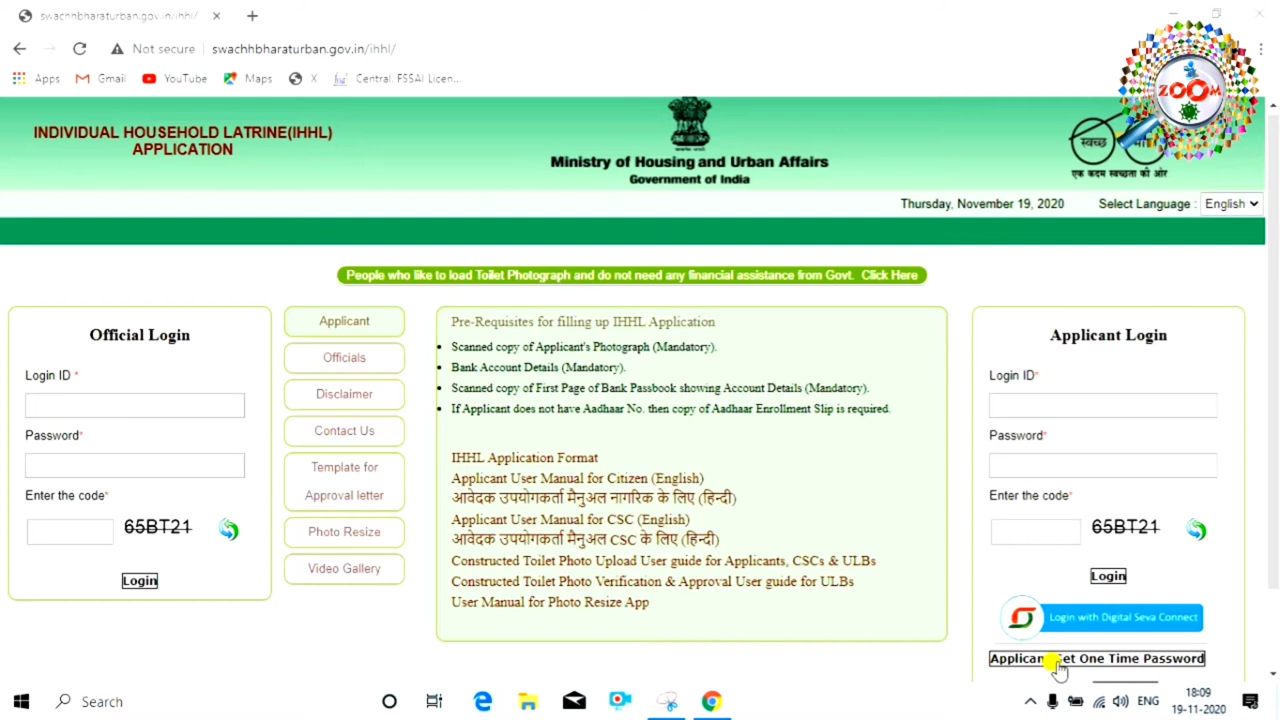 swachhbharaturban.gov.in/inhl/
Not secure swachhbharaturban.gov.in/ihhl/
Apps Gmail YouTube Maps X Central. FSSAI Licen...
ZOOM
INDIVIDUAL HOUSEHOLD LATRINE(IHHL)
APPLICATION
Ministry of Housing and Urban Affairs
Government of India
स्वच्छ
एक कदम स्वच्छता की ओर
Thursday, November 19, 2020 Select Language : English
People who like to load Toilet Photograph and do not need any financial assistance from Govt. Click Here
Official Login
Login ID *
Password*
Enter the code*
65BT21
Login
Applicant
Officials
Disclaimer
Contact Us
Template for
Approval letter
Photo Resize
Video Gallery
Pre-Requisites for filling up IHHL Application
Scanned copy of Applicant's Photograph (Mandatory).
Bank Account Details (Mandatory).
Scanned copy of First Page of Bank Passbook showing Account Details (Mandatory).
If Applicant does not have Aadhaar No. then copy of Aadhaar Enrollment Slip is required.
IHHL Application Format
Applicant User Manual for Citizen (English)
आवेदक उपयोगकर्ता मैनुअल नागरिक के लिए (हिन्दी)
Applicant User Manual for CSC (English)
आवेदक उपयोगकर्ता मैनुअल CSC के लिए (हिन्दी)
Constructed Toilet Photo Upload User guide for Applicants, CSCs & ULBs
Constructed Toilet Photo Verification & Approval User guide for ULBs
User Manual for Photo Resize App
Applicant Login
Login ID*
Password*
Enter the code*
65BT21
Login
Login with Digital Seva Connect
Applicant Get One Time Password
Search
ENG
18:09
19-11-2020